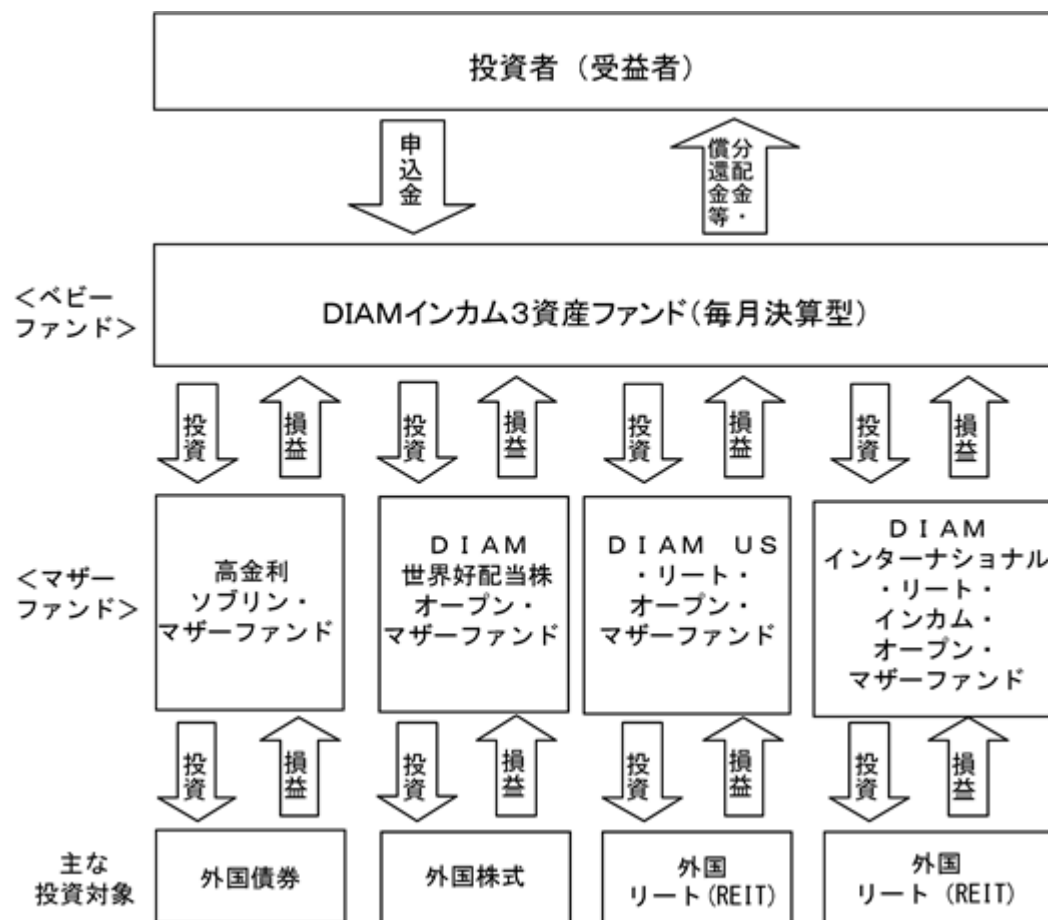 投資者（受益者）
申込金
分配金・
償還金等
＜ベビー
ファンド＞
DIAMインカム３資産ファンド（毎月決算型）
投資
損益
投資
損益
投資
損益
投資
損益
＜マザー
ファンド＞
高金利
ソブリン・
マザーファンド
ＤＩＡＭ
世界好配当株
オープン・
マザーファンド
ＤＩＡＭ　ＵＳ
・リート・
オープン・
マザーファンド
ＤＩＡＭ
インターナショナル
・リート・
インカム・
オープン・
マザーファンド
投資
損益
投資
損益
投資
損益
投資
損益
主な
投資対象
外国債券
外国株式
外国
リート(REIT)
外国
リート（REIT)